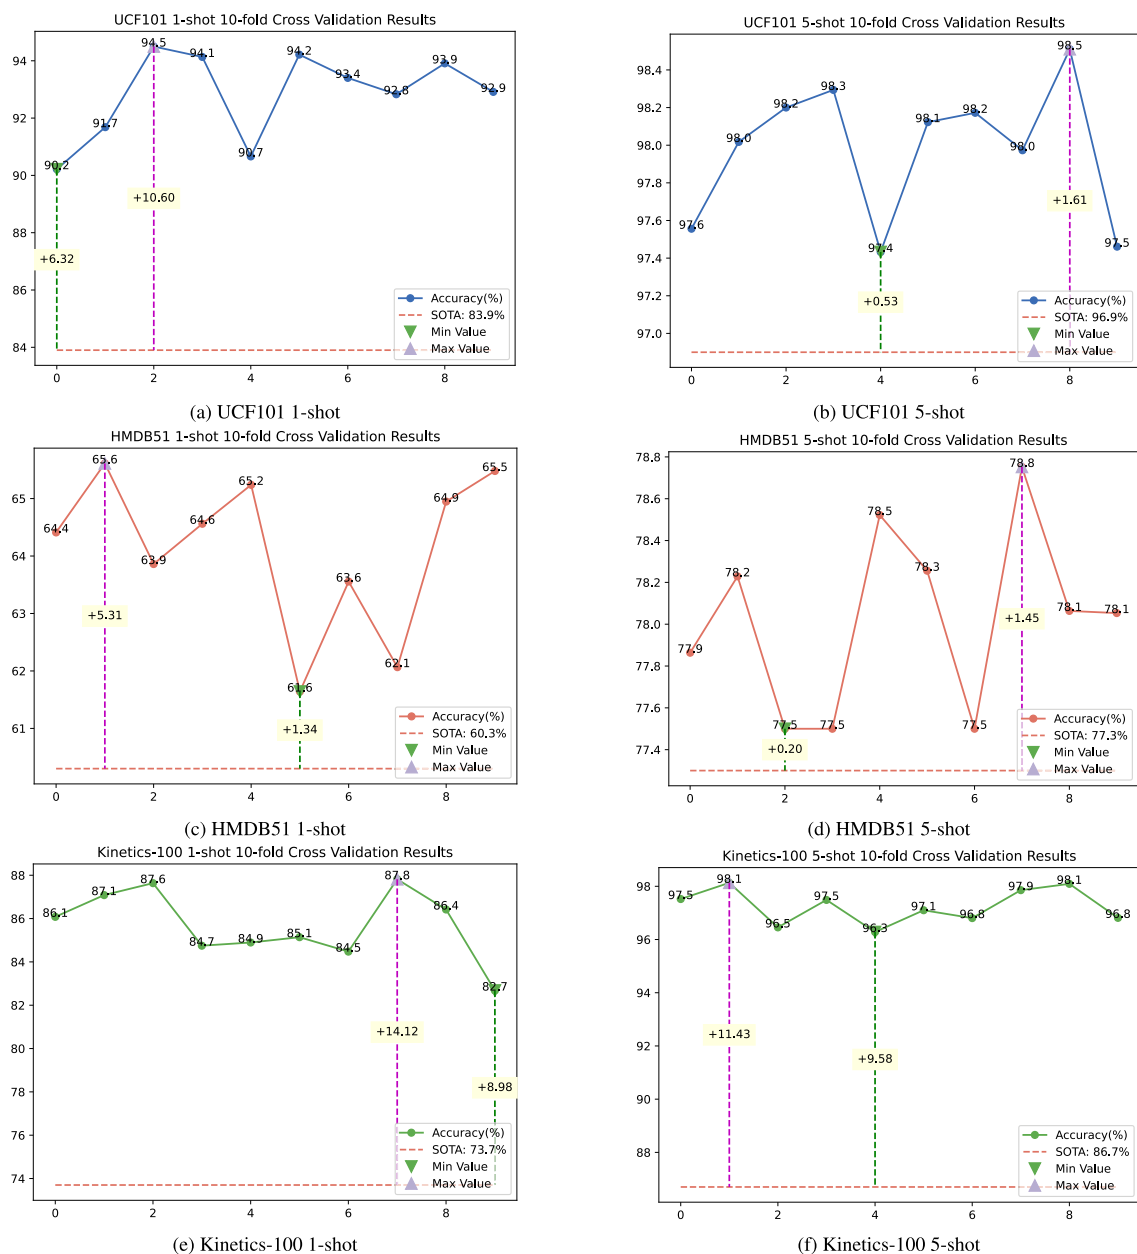 UCF101 1-shot 10-fold Cross Validation Results
94
92
90
88
86
84
90.2
91.7
94.5
94.1
90.7
94.2
93.4
92.8
93.9
92.9
+6.32
+10.60
Accuracy(%)
SOTA: 83.9%
Min Value
Max Value
0 2 4 6 8
(a) UCF101 1-shot
UCF101 5-shot 10-fold Cross Validation Results
98.4
98.2
98.0
97.8
97.6
97.4
97.2
97.0
97.6
98.0
98.2
98.3
97.4
98.1
98.2
98.0
98.5
97.5
+0.53
+1.61
Accuracy(%)
SOTA: 96.9%
Min Value
Max Value
0 2 4 6 8
(b) UCF101 5-shot
HMDB51 1-shot 10-fold Cross Validation Results
65
64
63
62
61
64.4
65.6
63.9
64.6
65.2
61.6
63.6
62.1
64.9
65.5
+5.31
+1.34
Accuracy(%)
SOTA: 60.3%
Min Value
Max Value
0 2 4 6 8
(c) HMDB51 1-shot
HMDB51 5-shot 10-fold Cross Validation Results
78.8
78.6
78.4
78.2
78.0
77.8
77.6
77.4
77.9
78.2
77.5
77.5
78.5
78.3
77.5
78.8
78.1
78.1
+0.20
+1.45
Accuracy(%)
SOTA: 77.3%
Min Value
Max Value
0 2 4 6 8
(d) HMDB51 5-shot
Kinetics-100 1-shot 10-fold Cross Validation Results
88
86
84
82
80
78
76
74
86.1
87.1
87.6
84.7
84.9
85.1
84.5
87.8
86.4
82.7
+14.12
+8.98
Accuracy(%)
SOTA: 73.7%
Min Value
Max Value
0 2 4 6 8
(e) Kinetics-100 1-shot
Kinetics-100 5-shot 10-fold Cross Validation Results
98
96
94
92
90
88
97.5
98.1
96.5
97.5
96.3
97.1
96.8
97.9
98.1
96.8
+11.43
+9.58
Accuracy(%)
SOTA: 86.7%
Min Value
Max Value
0 2 4 6 8
(f) Kinetics-100 5-shot